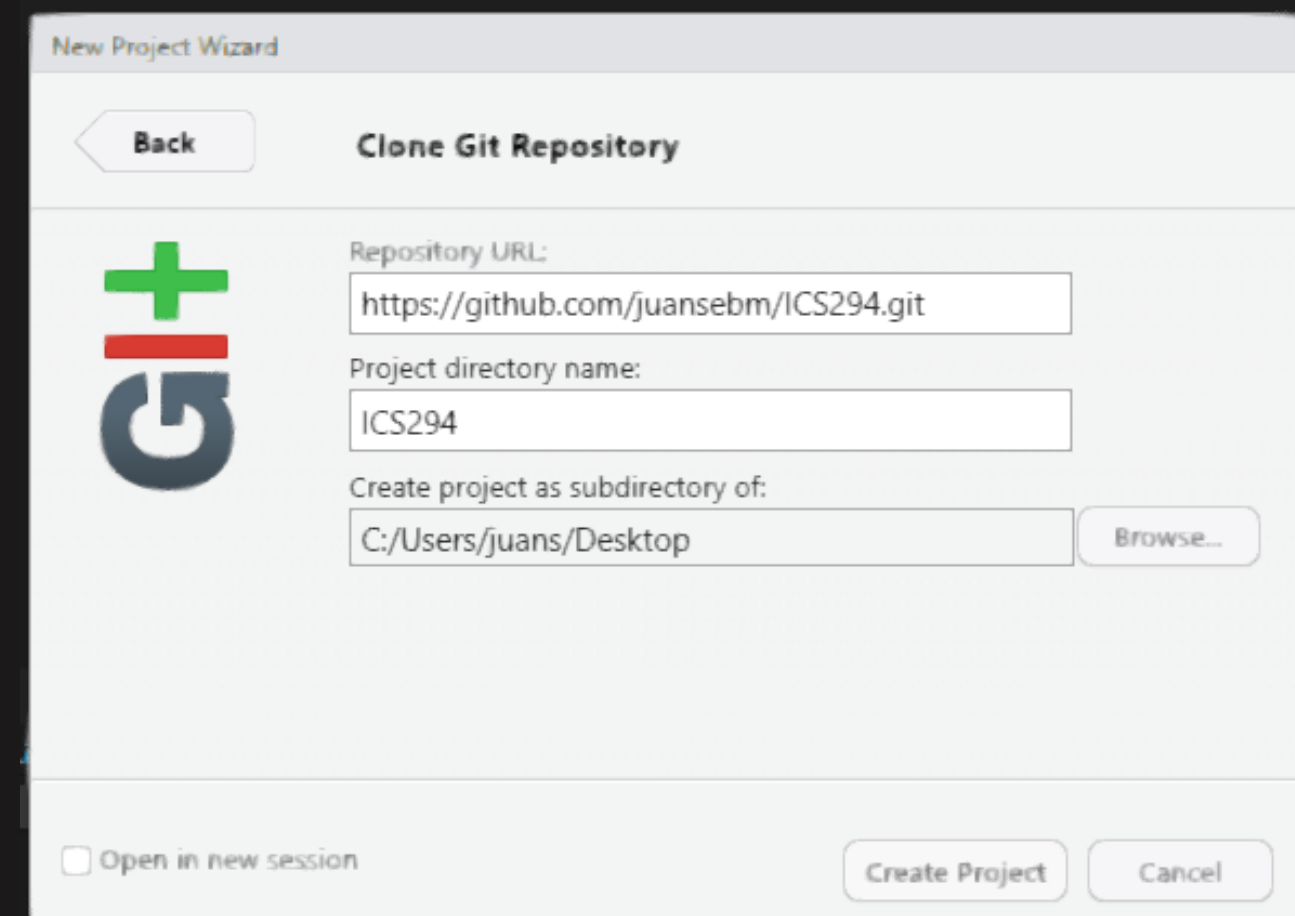 New Project Wizard
Back
Clone Git Repository
GIT
Repository URL:
https://github.com/juansebm/ICS294.git
Project directory name:
ICS294
Create project as subdirectory of:
C:/Users/juans/Desktop
Browse...
Open in new session
Create Project
Cancel